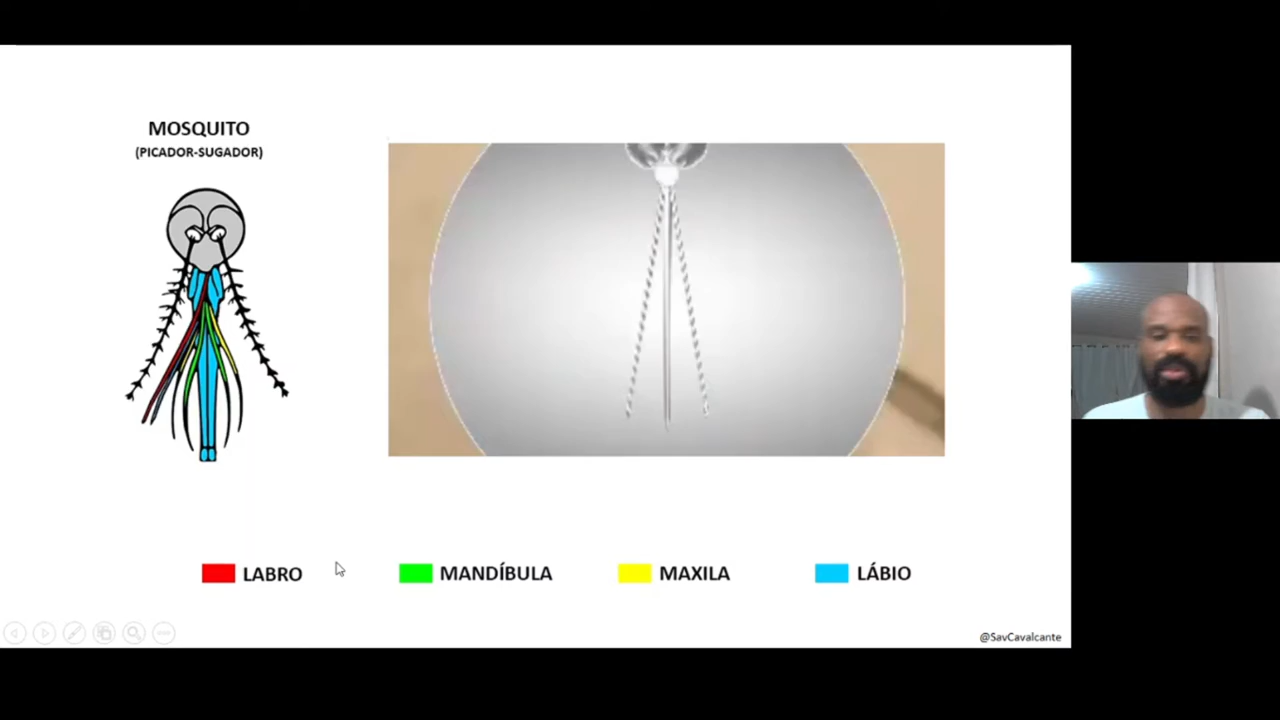 MOSQUITO
(PICADOR-SUGADOR)
LABRO
MANDÍBULA
MAXILA
LÁBIO
@SavCavalcante